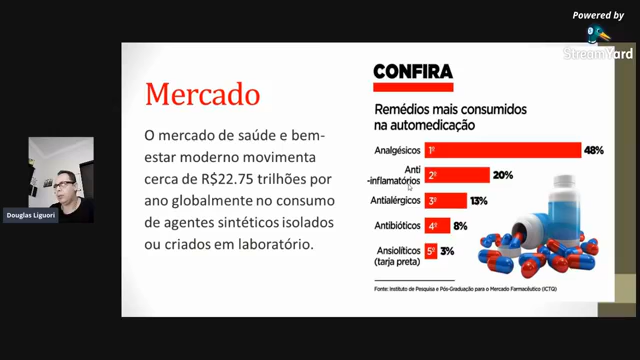 Powered by
StreamYard
Mercado
O mercado de saúde e bem-
estar moderno movimenta
cerca de R$22.75 trilhões por
ano globalmente no consumo
de agentes sintéticos isolados
ou criados em laboratório.
CONFIRA
Remédios mais consumidos
na automedicação
Analgésicos 1º 48%
Anti
-inflamatórios 2º 20%
Antialérgicos 3º 13%
Antibióticos 4º 8%
Ansiolíticos 5º 3%
(tarja preta)
Fonte: Instituto de Pesquisa e Pós-Graduação para o Mercado Farmacêutico (ICTQ)
Douglas Liguori